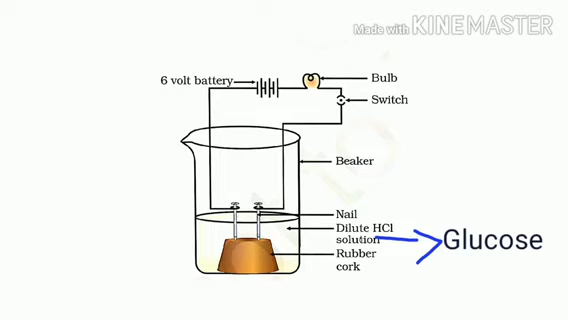 Made with KINEMASTER
6 volt battery
Bulb
Switch
Beaker
Nail
Dilute HCl
solution
Glucose
Rubber
cork